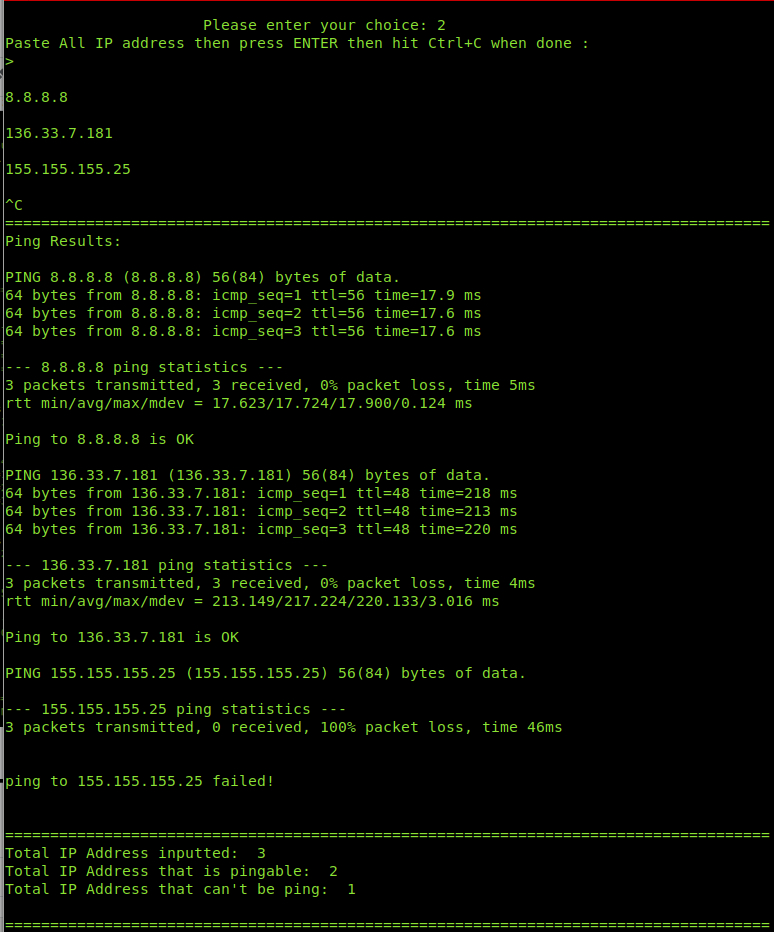 Please enter your choice: 2
Paste All IP address then press ENTER then hit Ctrl+C when done :
>
8.8.8.8
136.33.7.181
155.155.155.25
^C
=====================================================================================
Ping Results:
PING 8.8.8.8 (8.8.8.8) 56(84) bytes of data.
64 bytes from 8.8.8.8: icmp_seq=1 ttl=56 time=17.9 ms
64 bytes from 8.8.8.8: icmp_seq=2 ttl=56 time=17.6 ms
64 bytes from 8.8.8.8: icmp_seq=3 ttl=56 time=17.6 ms
--- 8.8.8.8 ping statistics ---
3 packets transmitted, 3 received, 0% packet loss, time 5ms
rtt min/avg/max/mdev = 17.623/17.724/17.900/0.124 ms
Ping to 8.8.8.8 is OK
PING 136.33.7.181 (136.33.7.181) 56(84) bytes of data.
64 bytes from 136.33.7.181: icmp_seq=1 ttl=48 time=218 ms
64 bytes from 136.33.7.181: icmp_seq=2 ttl=48 time=213 ms
64 bytes from 136.33.7.181: icmp_seq=3 ttl=48 time=220 ms
--- 136.33.7.181 ping statistics ---
3 packets transmitted, 3 received, 0% packet loss, time 4ms
rtt min/avg/max/mdev = 213.149/217.224/220.133/3.016 ms
Ping to 136.33.7.181 is OK
PING 155.155.155.25 (155.155.155.25) 56(84) bytes of data.
--- 155.155.155.25 ping statistics ---
3 packets transmitted, 0 received, 100% packet loss, time 46ms
ping to 155.155.155.25 failed!
=====================================================================================
Total IP Address inputted:  3
Total IP Address that is pingable:  2
Total IP Address that can't be ping:  1
=====================================================================================